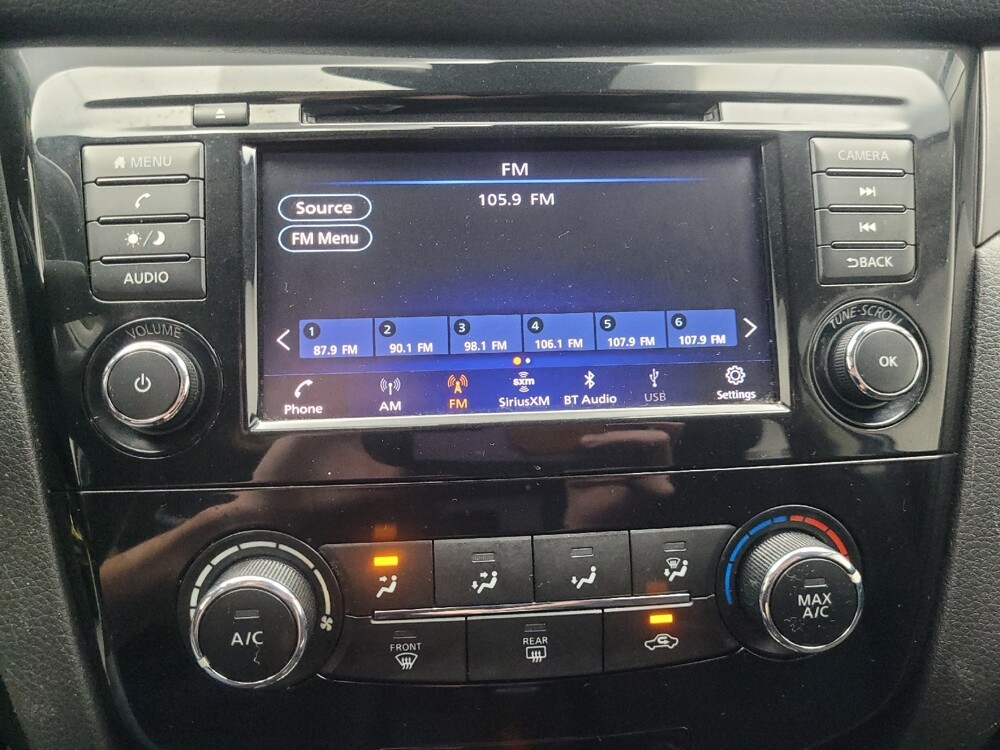 MENU
AUDIO
VOLUME
FM
105.9 FM
Source
FM Menu
1
87.9 FM
2
90.1 FM
3
98.1 FM
4
106.1 FM
5
107.9 FM
6
107.9 FM
Phone
AM
FM
sxm
SiriusXM
BT Audio
USB
Settings
CAMERA
BACK
TUNE-SCROLL
OK
A/C
FRONT
REAR
MAX
A/C